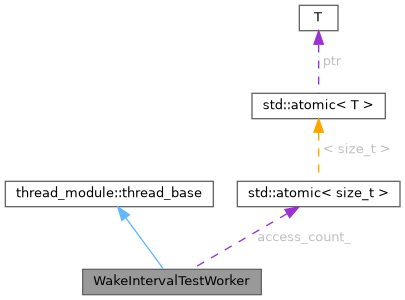 T
ptr
std::atomic< T >
< size_t >
thread_module::thread_base
std::atomic< size_t >
access_count_
WakeIntervalTestWorker